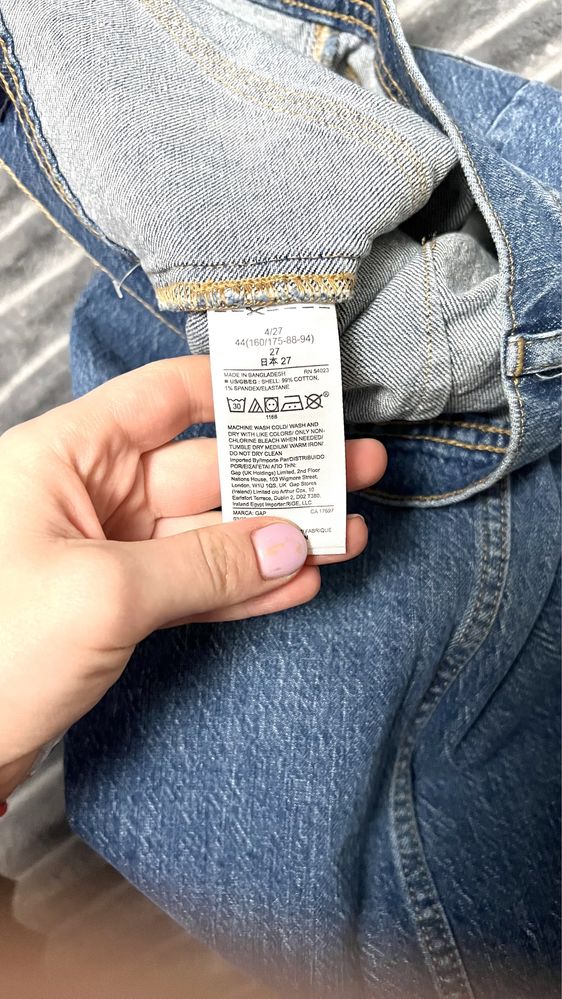 4/27
44(160/175-88-94)
27
日本 27
MADE IN BANGLADESH RN 54023
US/GB/EG : SHELL: 99% COTTON,
1% SPANDEX/ELASTANE
30
1168
MACHINE WASH COLD/ WASH AND
DRY WITH LIKE COLORS/ ONLY NON-
CHLORINE BLEACH WHEN NEEDED/
TUMBLE DRY MEDIUM/ WARM IRON/
DO NOT DRY CLEAN
Imported By/Importe Par/DISTRIBUIDO
POR/ΕΙΣΑΓΕΤΑΙ ΑΠΟ ΤΗΝ:
Gap (UK Holdings) Limited, 2nd Floor
Nations House, 103 Wigmore Street,
London, W1U 1QS, UK Gap Stores
(Ireland) Limited c/o Arthur Cox, 10
Earlsfort Terrace, Dublin 2, D02 T380,
Ireland Egypt Importer:RIGE, LLC
MARCA: GAP CA 17897
FABRIQUE